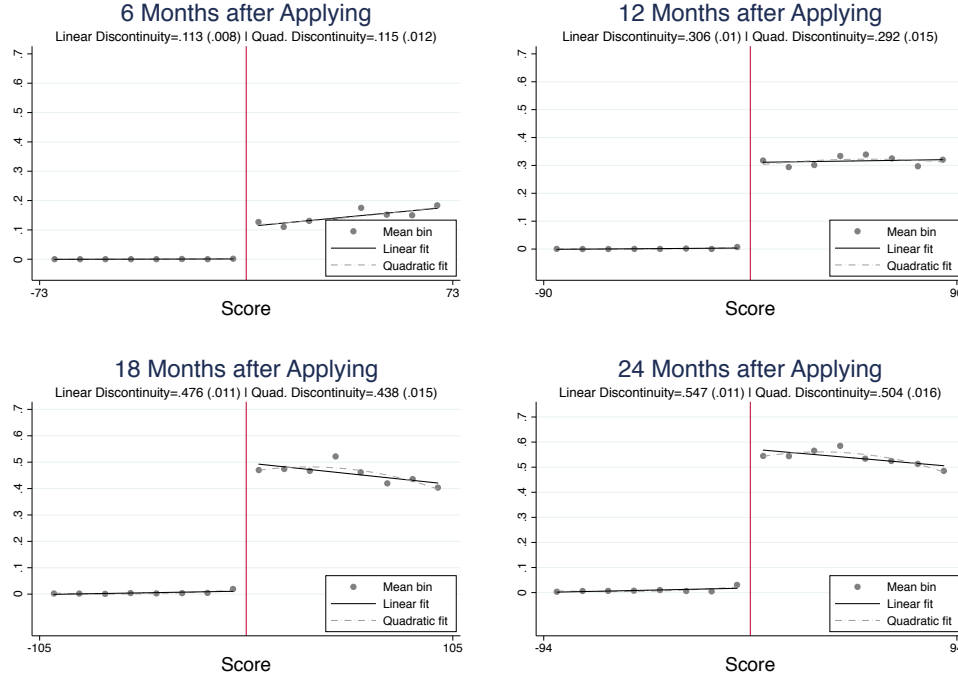 6 Months after Applying
Linear Discontinuity=.113 (.008) | Quad. Discontinuity=.115 (.012)
.7
.6
.5
.4
.3
.2
.1
0
Mean bin
Linear fit
Quadratic fit
-73
73
Score
12 Months after Applying
Linear Discontinuity=.306 (.01) | Quad. Discontinuity=.292 (.015)
.7
.6
.5
.4
.3
.2
.1
0
Mean bin
Linear fit
Quadratic fit
-90
Score
18 Months after Applying
Linear Discontinuity=.476 (.011) | Quad. Discontinuity=.438 (.015)
.7
.6
.5
.4
.3
.2
.1
0
Mean bin
Linear fit
Quadratic fit
-105
105
Score
24 Months after Applying
Linear Discontinuity=.547 (.011) | Quad. Discontinuity=.504 (.016)
.7
.6
.5
.4
.3
.2
.1
0
Mean bin
Linear fit
Quadratic fit
-94
Score